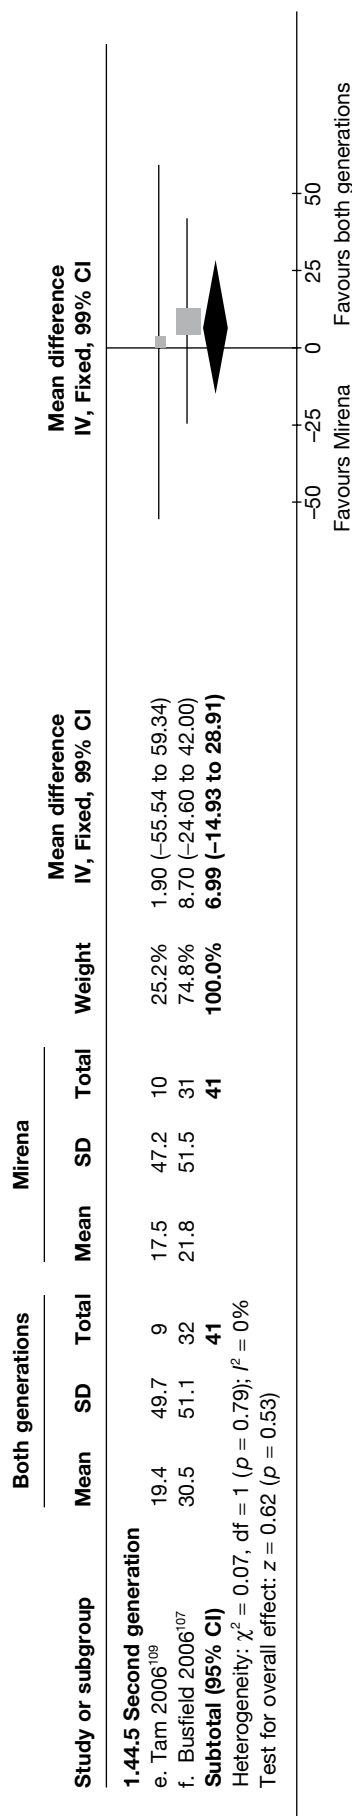 Both generations Mirena Mean difference Mean difference
Study or subgroup Mean SD Total Mean SD Total Weight IV, Fixed, 99% CI IV, Fixed, 99% CI
1.44.5 Second generation
e. Tam 2006¹⁰⁹ 19.4 49.7 9 17.5 47.2 10 25.2% 1.90 (−55.54 to 59.34)
f. Busfield 2006¹⁰⁷ 30.5 51.1 32 21.8 51.5 31 74.8% 8.70 (−24.60 to 42.00)
Subtotal (95% CI) 41 41 100.0% 6.99 (−14.93 to 28.91)
Heterogeneity: χ² = 0.07, df = 1 (p = 0.79); I² = 0%
Test for overall effect: z = 0.62 (p = 0.53)
−50 −25 0 25 50
Favours Mirena Favours both generations